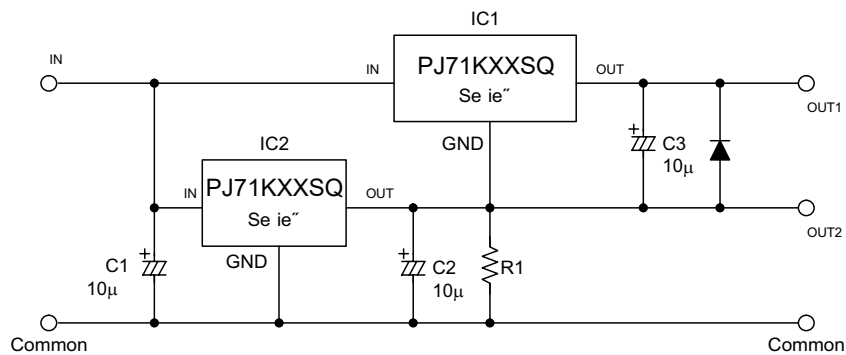 IC1
IN
IN
PJ71KXXSQ
OUT
Se ie˝
OUT1
GND
C3
10µ
IC2
IN
PJ71KXXSQ
OUT
Se ie˝
OUT2
GND
C1
10µ
C2
10µ
R1
Common
Common